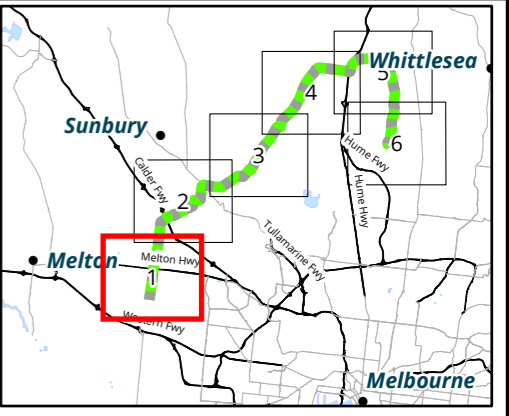 Whittlesea
5
4
Sunbury
6
Hume Fwy
3
Calder Fwy
Hume Hwy
2
Tullamarine Fwy
Melton
Melton Hwy
1
Western Fwy
Melbourne